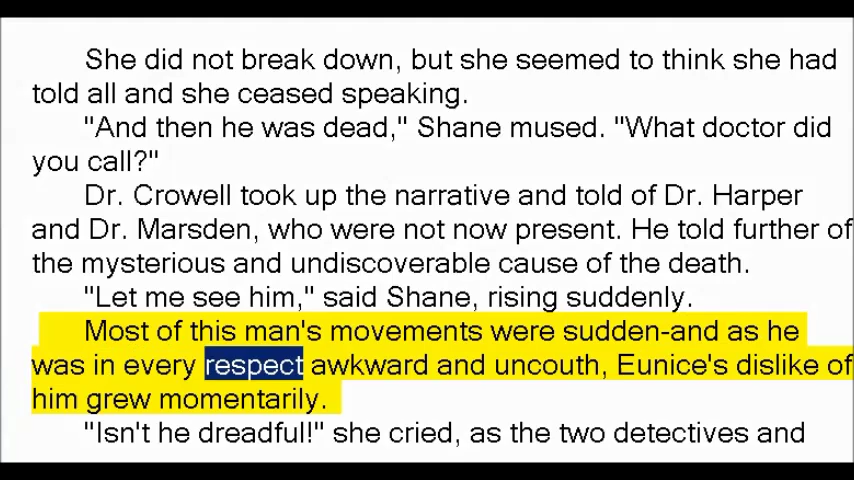 She did not break down, but she seemed to think she had
told all and she ceased speaking.
"And then he was dead," Shane mused. "What doctor did
you call?"
Dr. Crowell took up the narrative and told of Dr. Harper
and Dr. Marsden, who were not now present. He told further of
the mysterious and undiscoverable cause of the death.
"Let me see him," said Shane, rising suddenly.
Most of this man's movements were sudden-and as he
was in every respect awkward and uncouth, Eunice's dislike of
him grew momentarily.
"Isn't he dreadful!" she cried, as the two detectives and